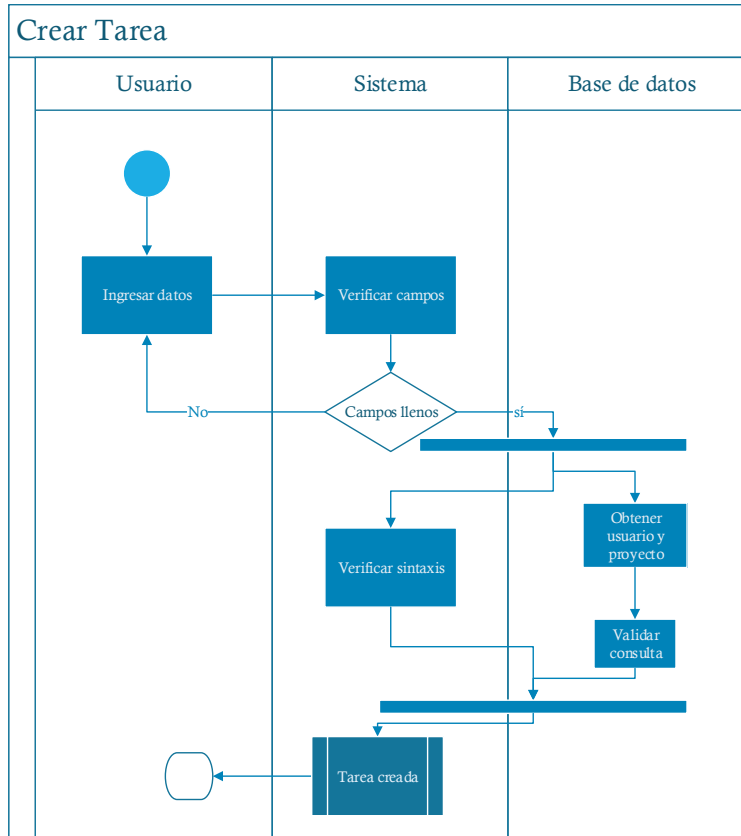 Crear Tarea
Usuario
Sistema
Base de datos
Ingresar datos
Verificar campos
No
Campos llenos
sí
Obtener
usuario y
proyecto
Verificar sintaxis
Validar
consulta
Tarea creada